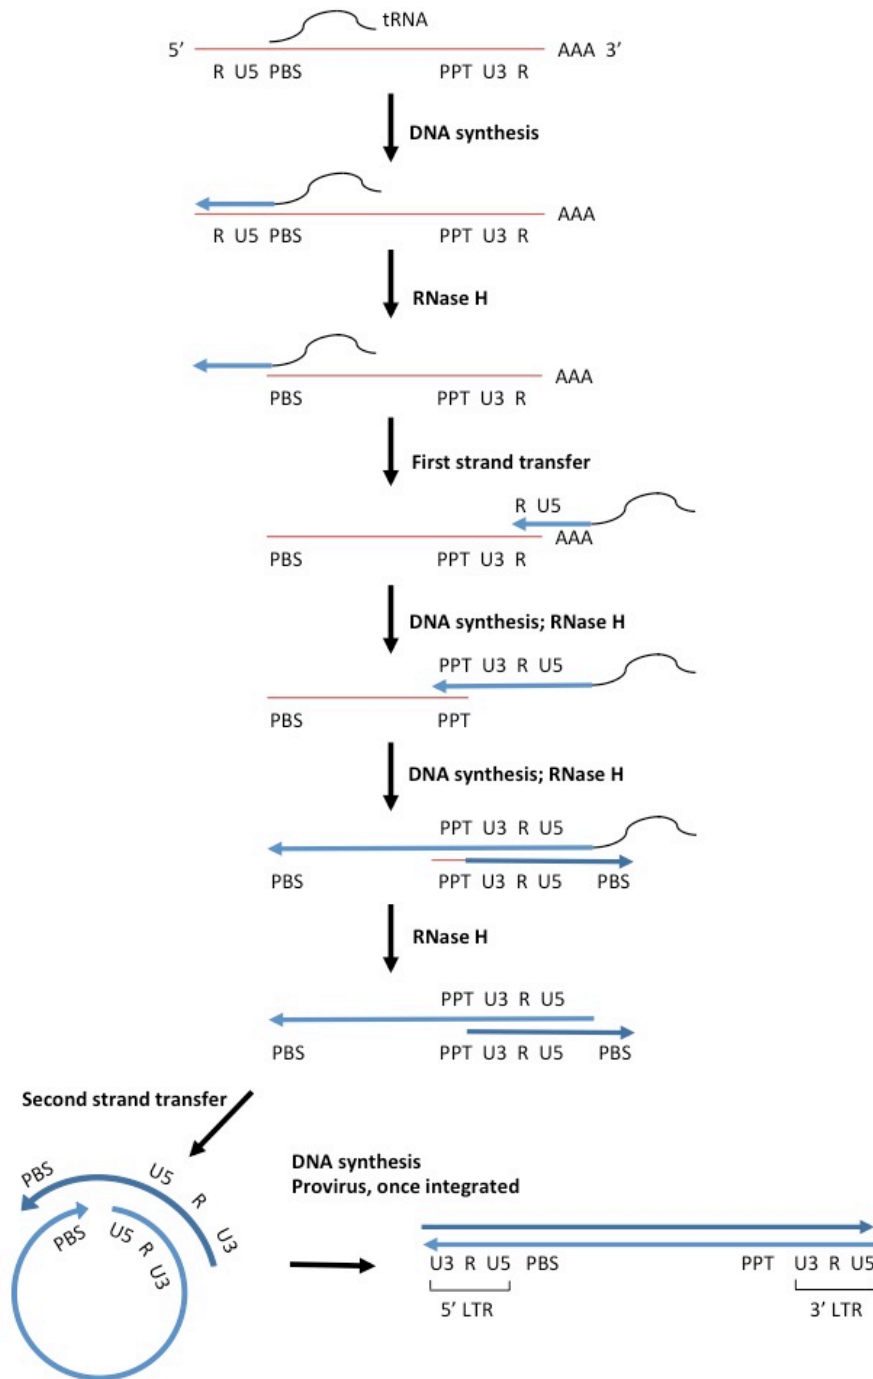 tRNA
5’ AAA 3’
R U5 PBS PPT U3 R
DNA synthesis
AAA
R U5 PBS PPT U3 R
RNase H
AAA
PBS PPT U3 R
First strand transfer
R U5
AAA
PBS PPT U3 R
DNA synthesis; RNase H
PPT U3 R U5
PBS PPT
DNA synthesis; RNase H
PPT U3 R U5
PBS PPT U3 R U5 PBS
RNase H
PPT U3 R U5
PBS PPT U3 R U5 PBS
Second strand transfer
PBS U5 R U3
PBS U5 R U3
DNA synthesis
Provirus, once integrated
U3 R U5 PBS PPT U3 R U5
5’ LTR 3’ LTR